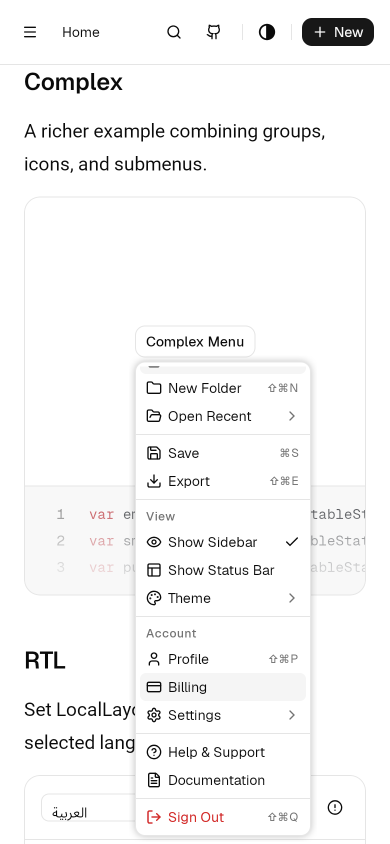 Home
New
Complex
A richer example combining groups,
icons, and submenus.
Complex Menu
New Folder ⇧⌘N
Open Recent
Save ⌘S
Export ⇧⌘E
View
Show Sidebar
Show Status Bar
Theme
Account
Profile ⇧⌘P
Billing
Settings
Help & Support
Documentation
Sign Out ⇧⌘Q
1 var
2 var
3 var
RTL
Set
selected
العربية